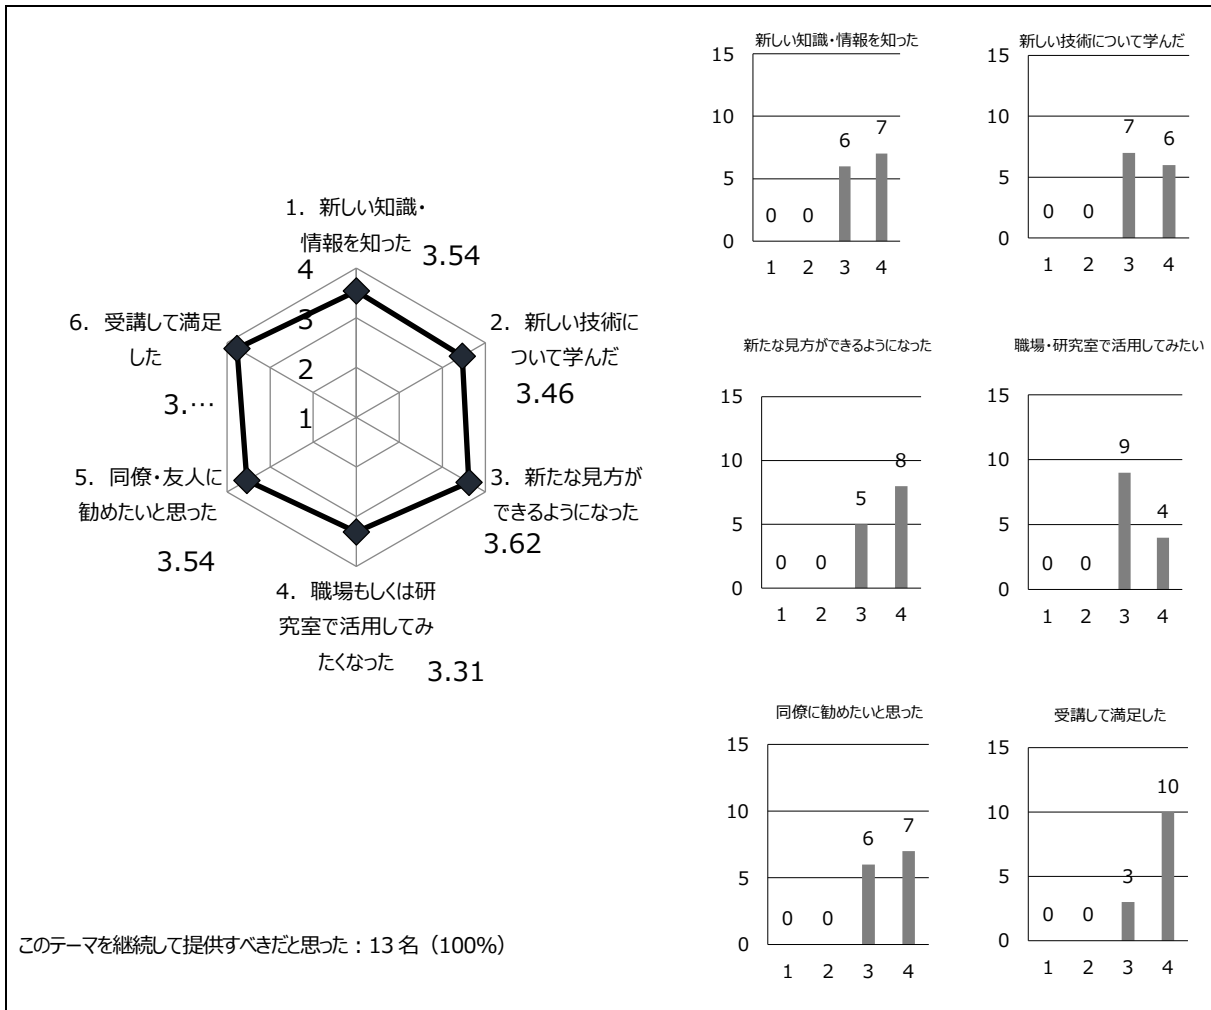 1. 新しい知識・
情報を知った
3.54
4
3
2
1
2. 新しい技術に
ついて学んだ
3.46
3. 新たな見方が
できるようになった
3.62
4. 職場もしくは研
究室で活用してみ
たくなった
3.31
5. 同僚・友人に
勧めたいと思った
3.54
6. 受講して満足
した
3.…
このテーマを継続して提供すべきだと思った：13 名（100%）
新しい知識・情報を知った
15
10
5
0
0 0 6 7
1 2 3 4
新しい技術について学んだ
15
10
5
0
0 0 7 6
1 2 3 4
新たな見方ができるようになった
15
10
5
0
0 0 5 8
1 2 3 4
職場・研究室で活用してみたい
15
10
5
0
0 0 9 4
1 2 3 4
同僚に勧めたいと思った
15
10
5
0
0 0 6 7
1 2 3 4
受講して満足した
15
10
5
0
0 0 3 10
1 2 3 4